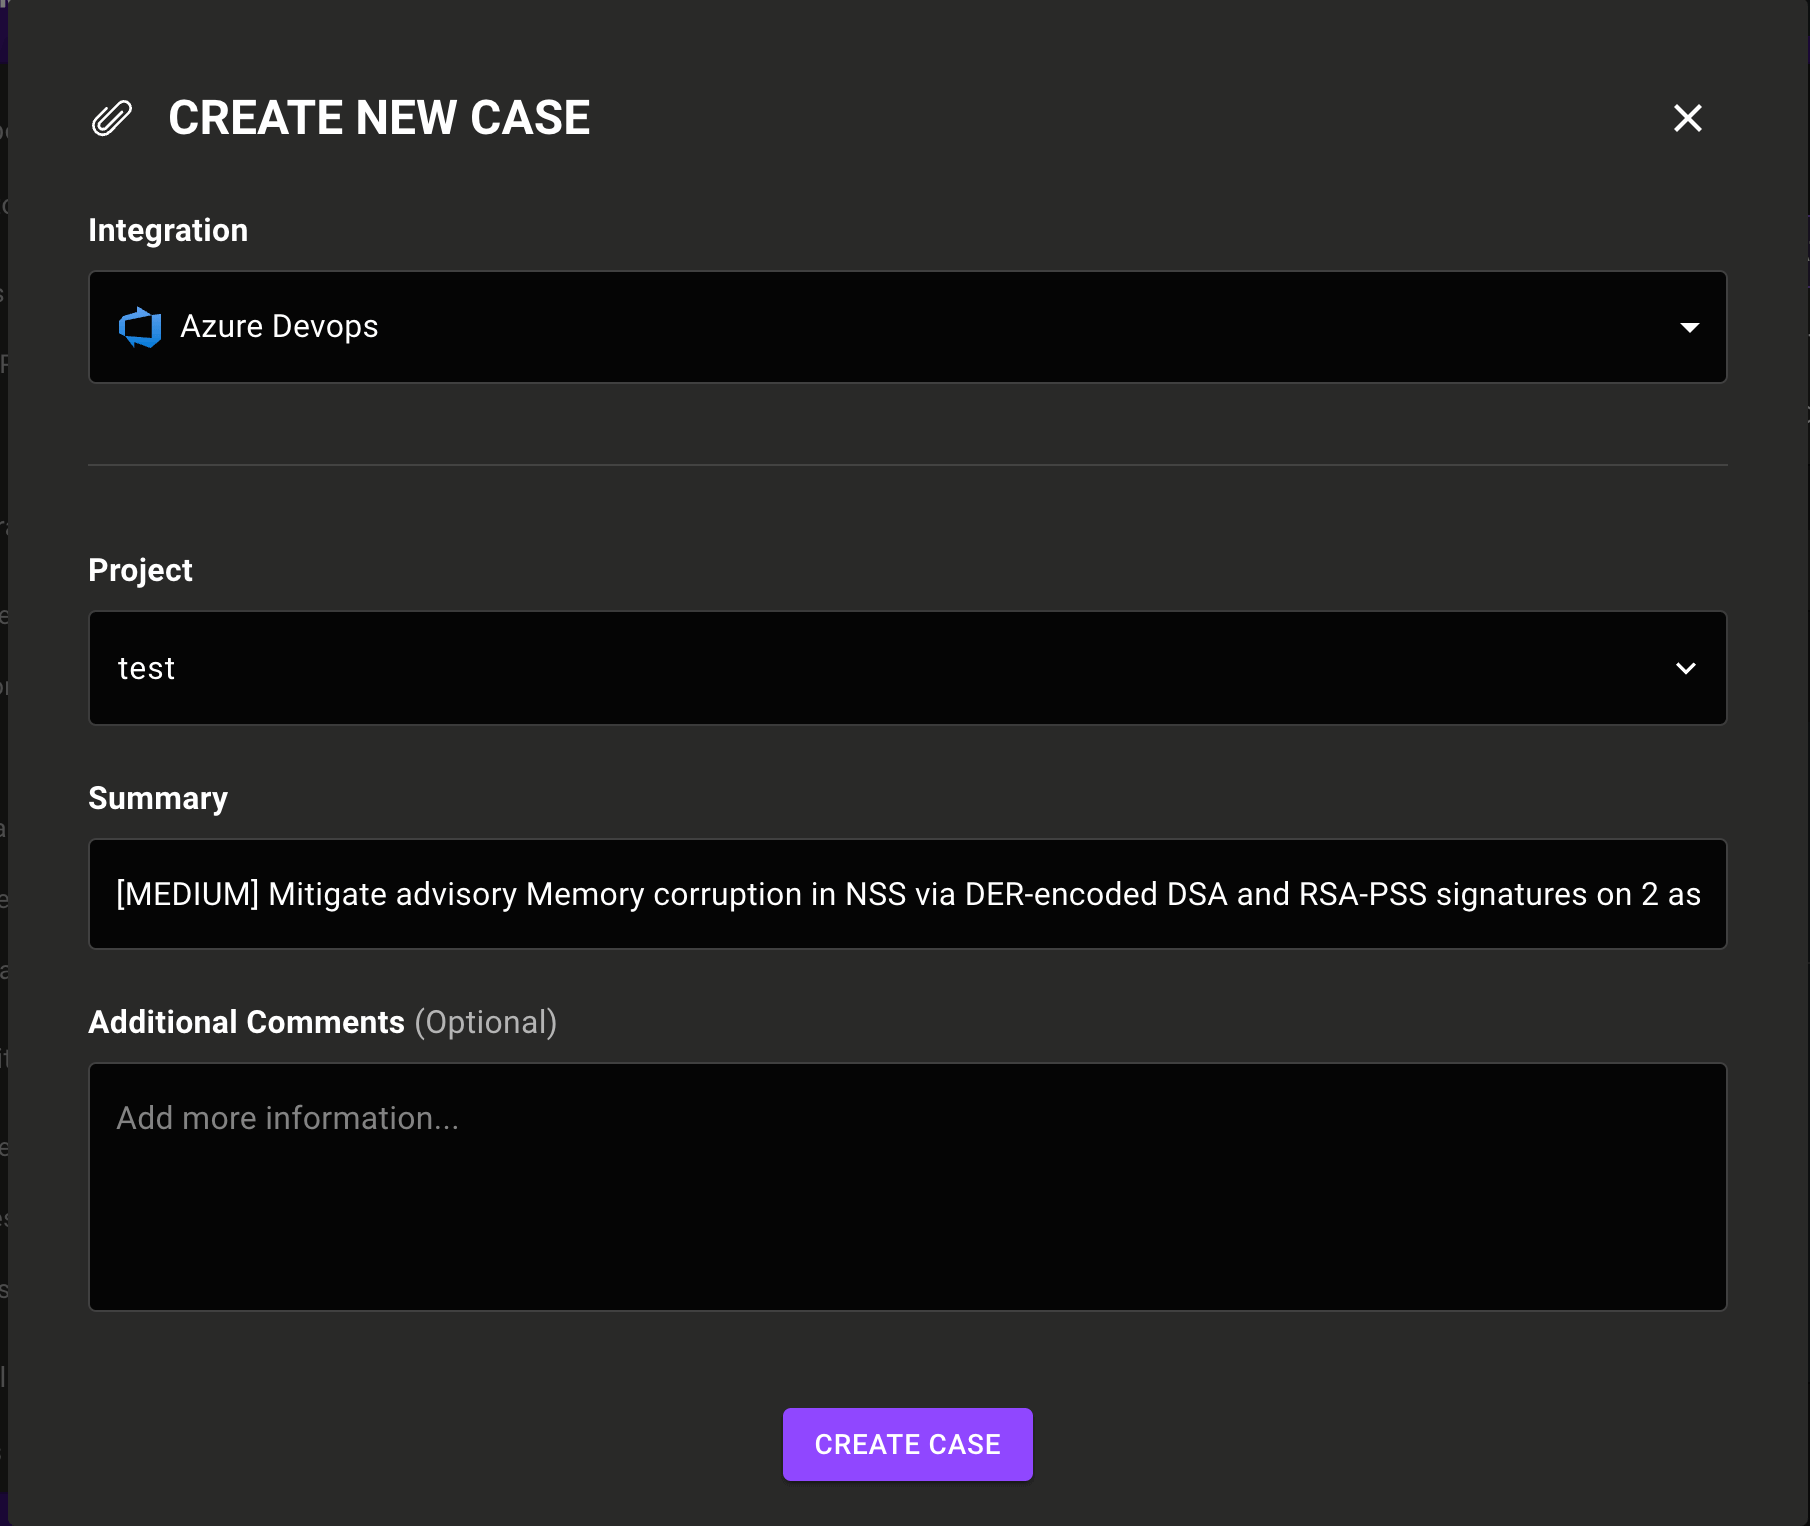 CREATE NEW CASE
Integration
Azure Devops
Project
test
Summary
[MEDIUM] Mitigate advisory Memory corruption in NSS via DER-encoded DSA and RSA-PSS signatures on 2 as
Additional Comments (Optional)
Add more information...
CREATE CASE